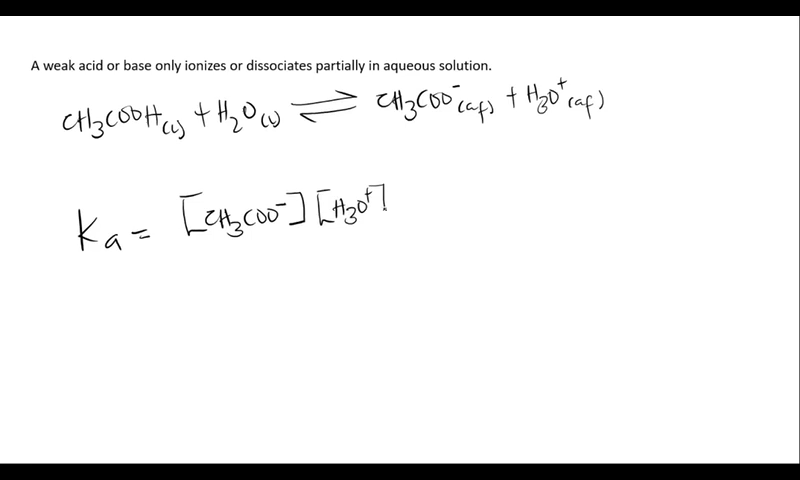 A weak acid or base only ionizes or dissociates partially in aqueous solution.
CH₃COOH(l) + H₂O(l) ⇌ CH₃COO⁻(aq) + H₃O⁺(aq)
Ka = [CH₃COO⁻][H₃O⁺]